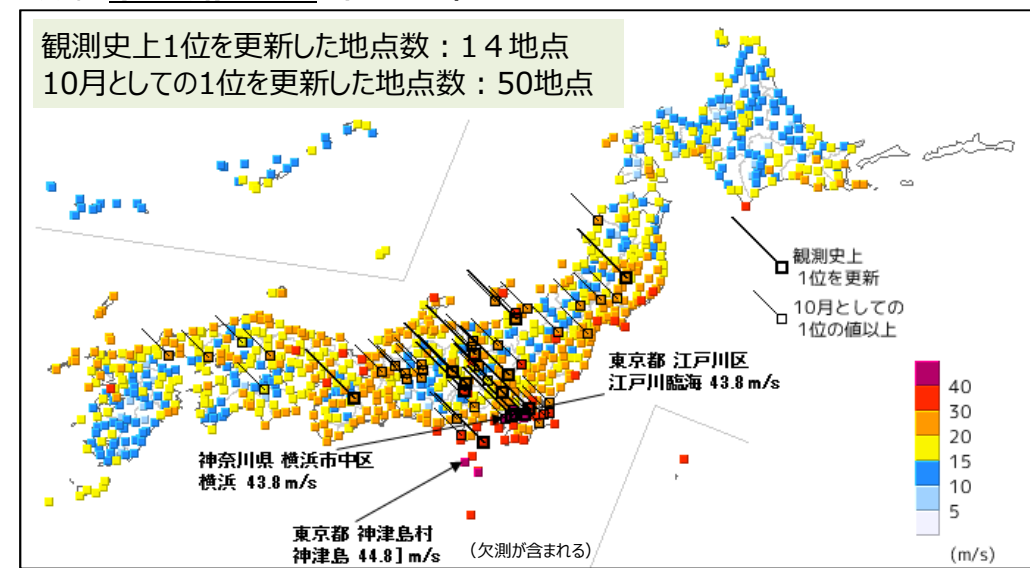 観測史上1位を更新した地点数：１４地点
10月としての1位を更新した地点数：50地点
観測史上
1位を更新
10月としての
1位の値以上
東京都 江戸川区
江戸川臨海 43.8 m/s
40
30
20
15
10
5
(m/s)
神奈川県 横浜市中区
横浜 43.8 m/s
東京都 神津島村
神津島 44.8] m/s
（欠測が含まれる）